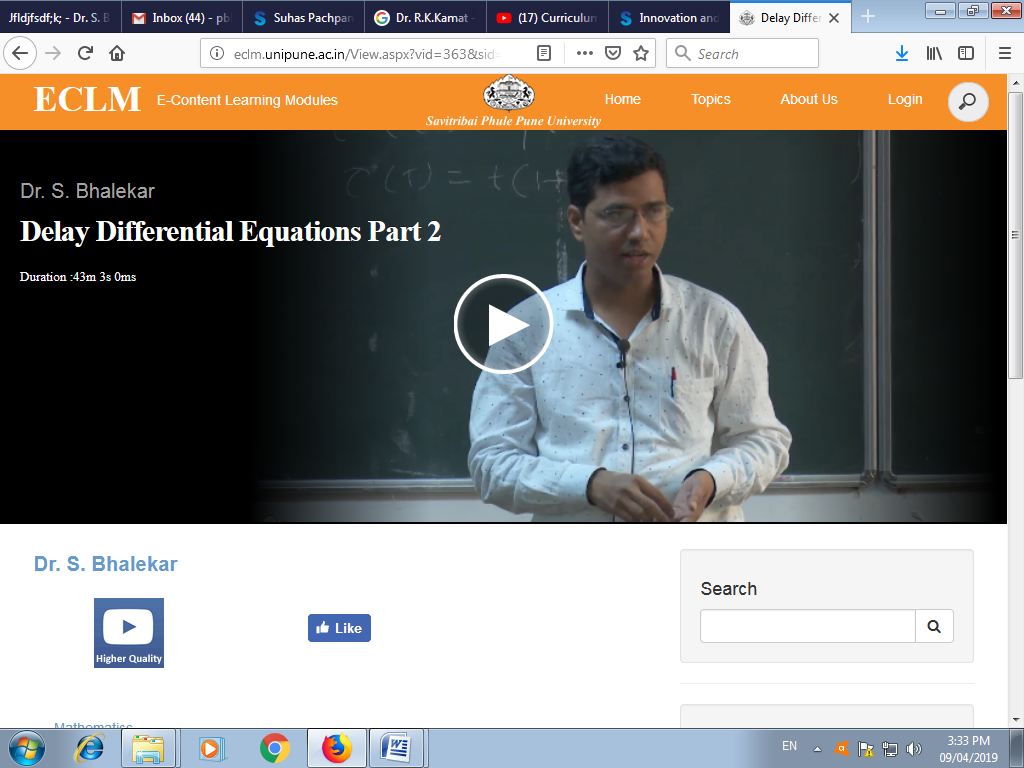 Jfldjfsdf;k; - Dr. S. B
Inbox (44) - pb
Suhas Pachpan
Dr. R.K.Kamat -
(17) Curriculum
Innovation and
Delay Differ
eclm.unipune.ac.in/View.aspx?vid=363&sid=
Search
ECLM E-Content Learning Modules
Savitribai Phule Pune University
Home
Topics
About Us
Login
Dr. S. Bhalekar
Delay Differential Equations Part 2
Duration :43m 3s 0ms
Dr. S. Bhalekar
Higher Quality
Like
Search
Mathematics
EN
3:33 PM
09/04/2019